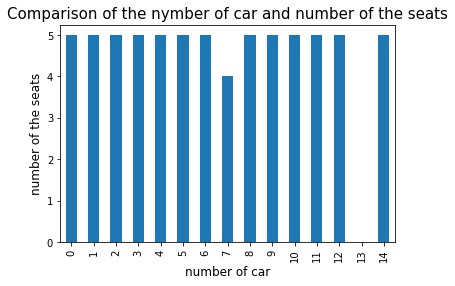 Comparison of the nymber of car and number of the seats
5
4
3
2
1
0
number of the seats
0 1 2 3 4 5 6 7 8 9 10 11 12 13 14
number of car